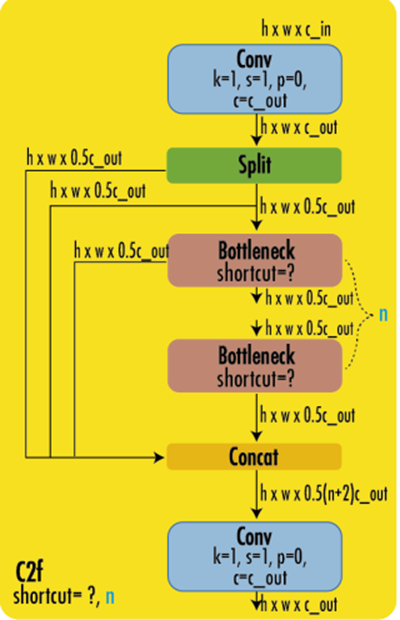 h x w x c_in
Conv
k=1, s=1, p=0,
c=c_out
h x w x c_out
h x w x 0.5c_out
Split
h x w x 0.5c_out
h x w x 0.5c_out
h x w x 0.5c_out
Bottleneck
shortcut=?
h x w x 0.5c_out
n
h x w x 0.5c_out
Bottleneck
shortcut=?
h x w x 0.5c_out
Concat
h x w x 0.5(n+2)c_out
Conv
k=1, s=1, p=0,
c=c_out
C2f
shortcut= ?, n
h x w x c_out